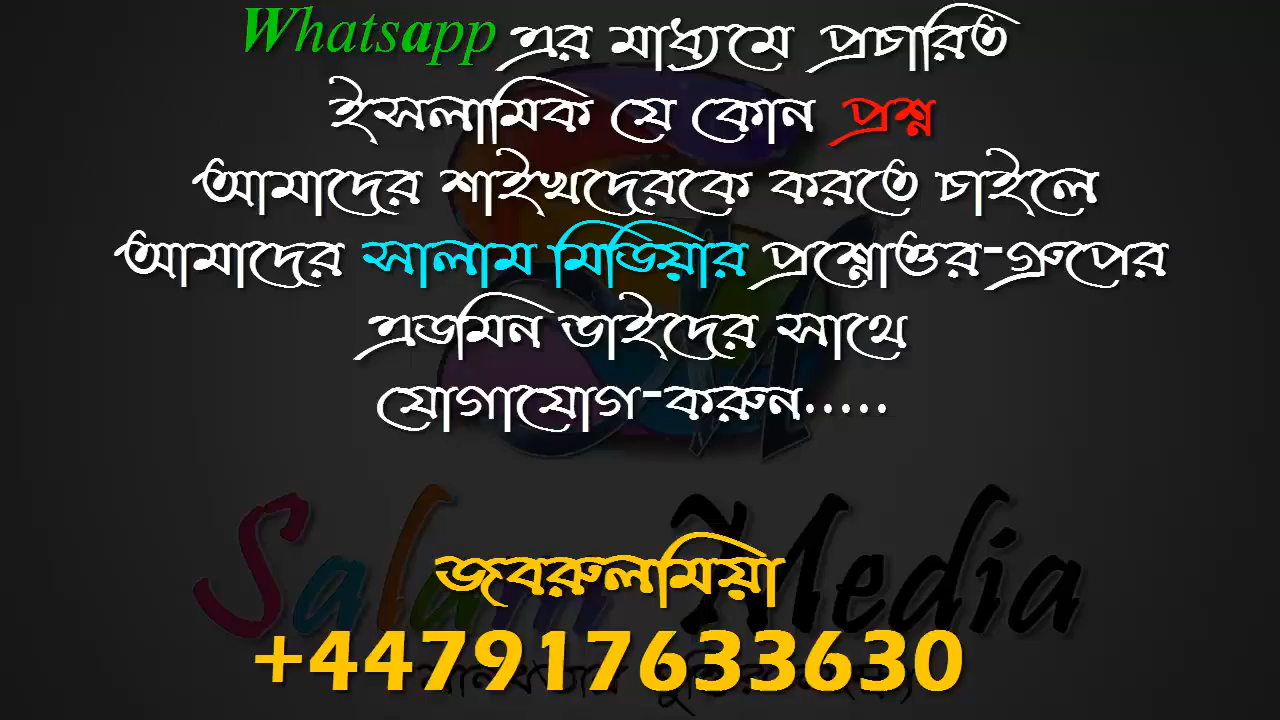 Whatsapp এর মাধ্যমে প্রচারিত
ইসলামিক যে কোন প্রশ্ন
আমাদের শাইখদেরকে করতে চাইলে
আমাদের সালাম মিডিয়ার প্রশ্নোত্তর-গ্রুপের
এডমিন ভাইদের সাথে
যোগাযোগ-করুন.....
Salam Media
জবরুলমিয়া
+447917633630